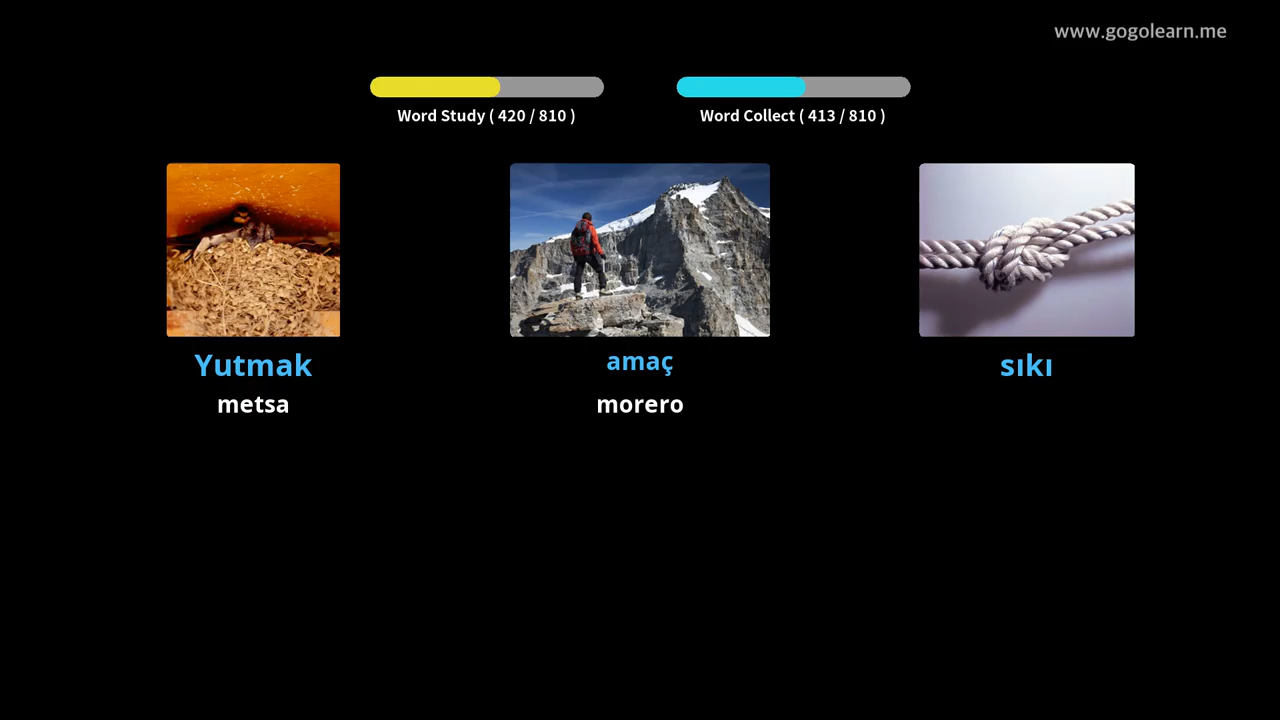 www.gogolearn.me
Word Study ( 420 / 810 )
Word Collect ( 413 / 810 )
Yutmak
metsa
amaç
morero
sıkı